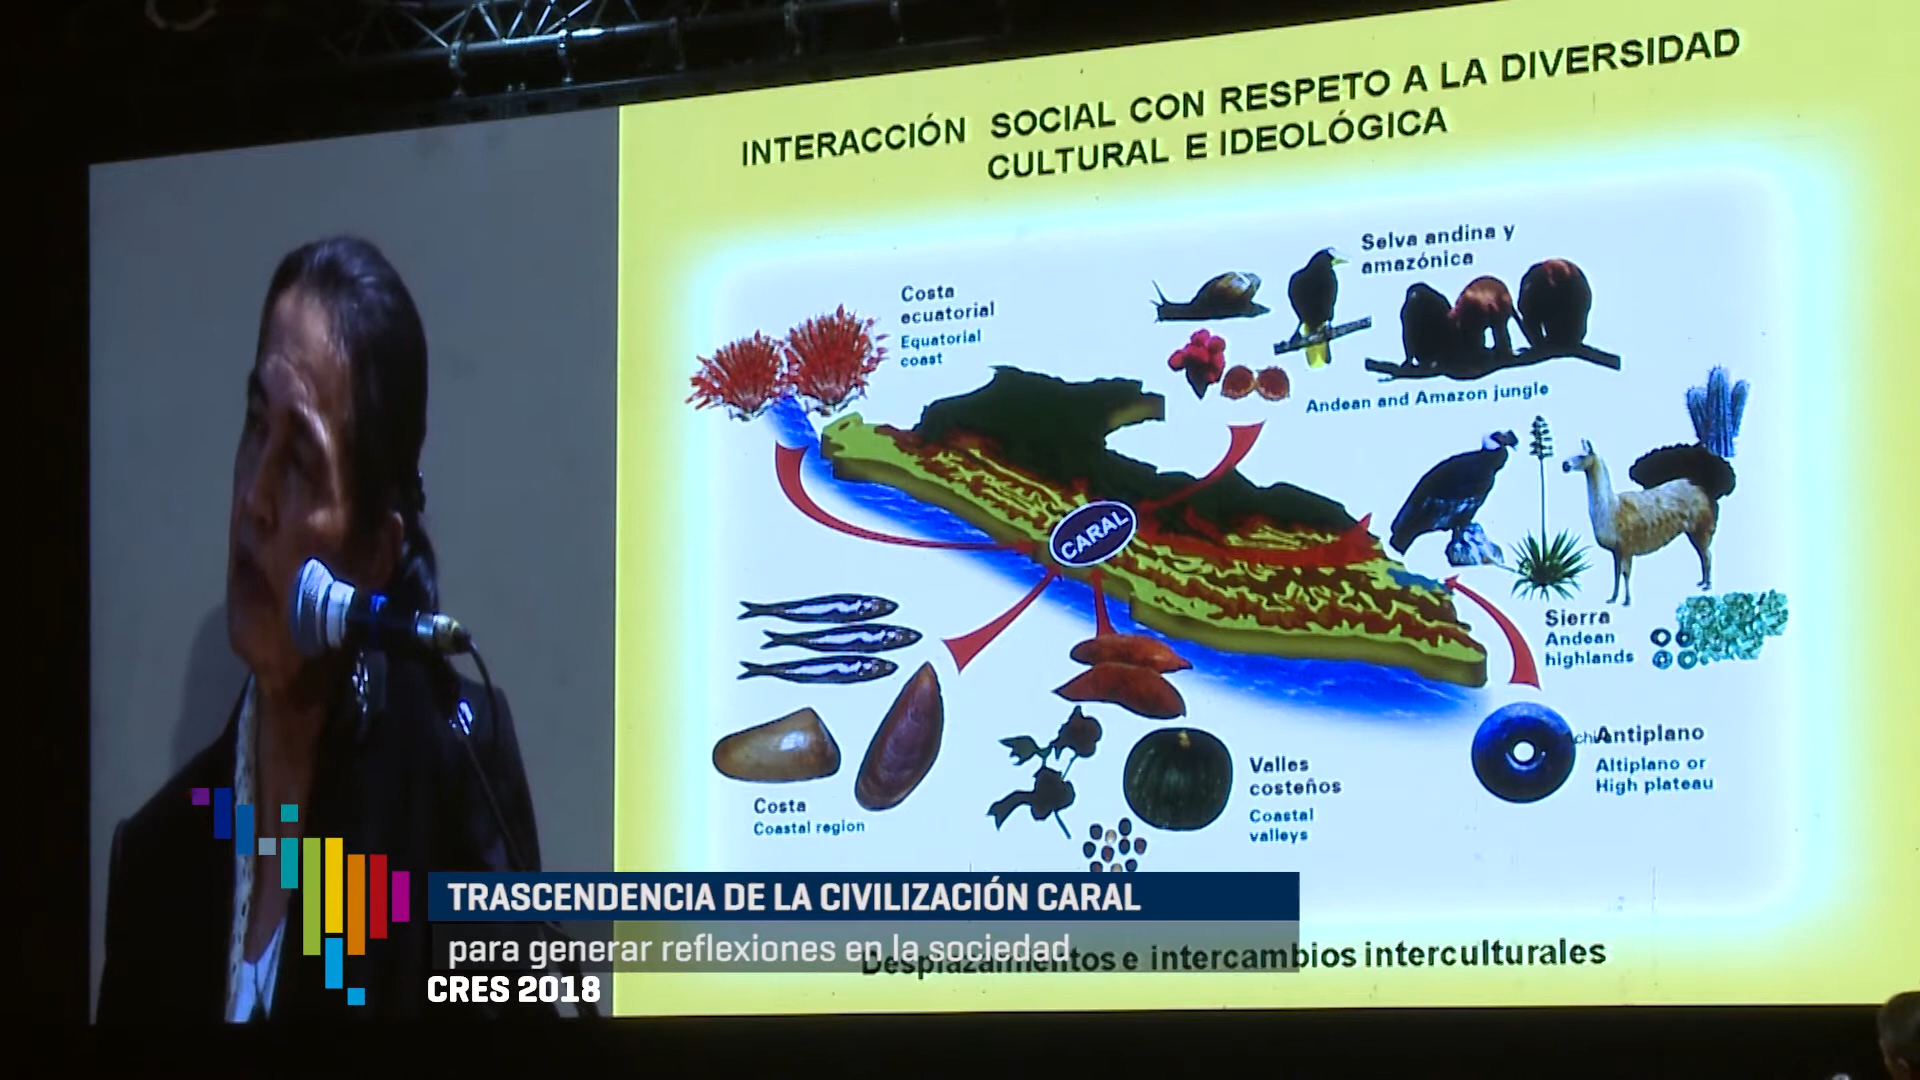 INTERACCIÓN SOCIAL CON RESPETO A LA DIVERSIDAD
CULTURAL E IDEOLÓGICA
Costa
ecuatorial
Equatorial
coast
Selva andina y
amazónica
Andean and Amazon jungle
CARAL
Sierra
Andean
highlands
Costa
Coastal region
Valles
costeños
Coastal
valleys
Antiplano
Altiplano or
High plateau
TRASCENDENCIA DE LA CIVILIZACIÓN CARAL
para generar reflexiones en la sociedad
Desplazamientos e intercambios interculturales
CRES 2018